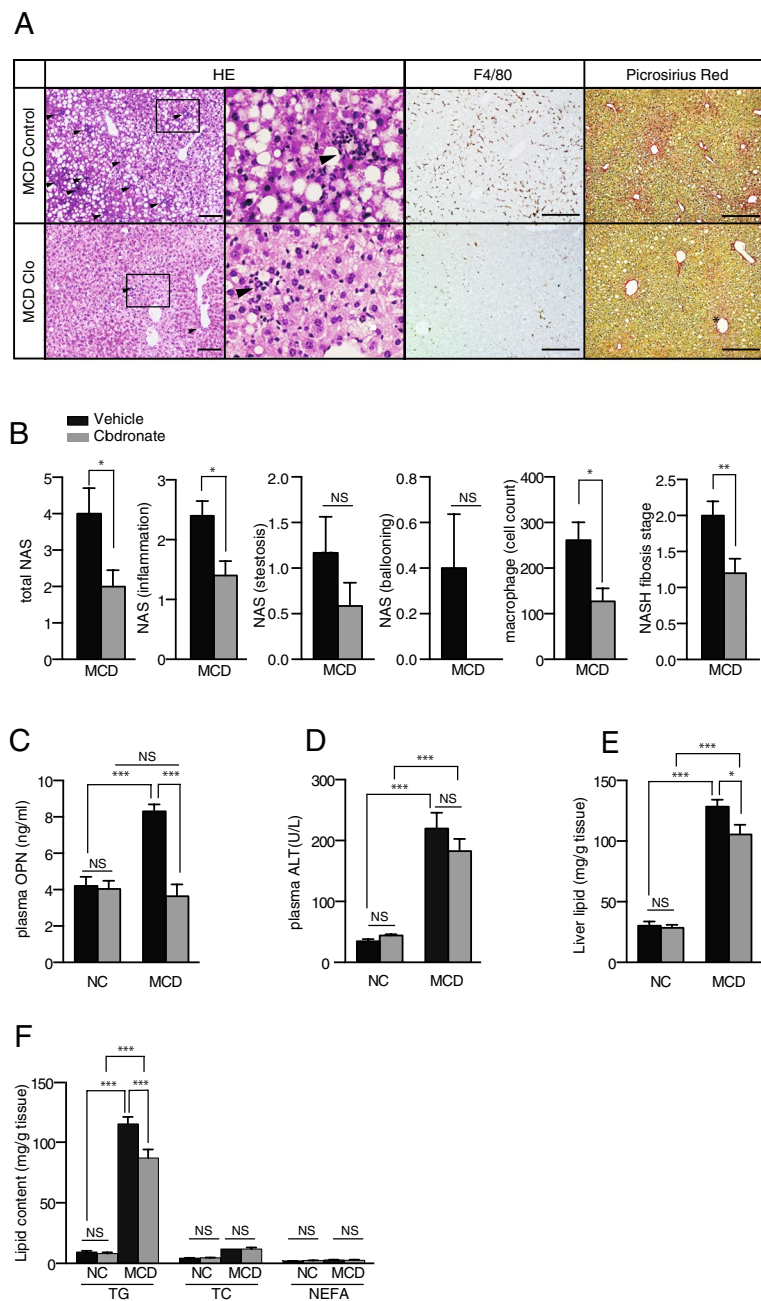 A
HE
F4/80
Picrosirius Red
MCD Control
MCD Clo
*
B
Vehicle
Cbdronate
total NAS
5
4
3
2
1
0
*
MCD
NAS (inflammation)
3
2
1
0
*
MCD
NAS (stestosis)
2.0
1.5
1.0
0.5
0.0
NS
MCD
NAS (ballooning)
0.8
0.6
0.4
0.2
0.0
NS
MCD
macrophage (cell count)
400
300
200
100
0
*
MCD
NASH fibosis stage
2.5
2.0
1.5
1.0
0.5
0.0
**
MCD
C
plasma OPN (ng/ml)
10
8
6
4
2
0
NS
***
***
NS
NC
MCD
D
plasma ALT(U/L)
300
200
100
0
***
***
NS
NS
NC
MCD
E
Liver lipid (mg/g tissue)
150
100
50
0
***
***
*
NS
NC
MCD
F
Lipid content (mg/g tissue)
150
100
50
0
***
***
***
NS
NS
NS
NS
NS
NC
MCD
NC
MCD
NC
MCD
TG
TC
NEFA